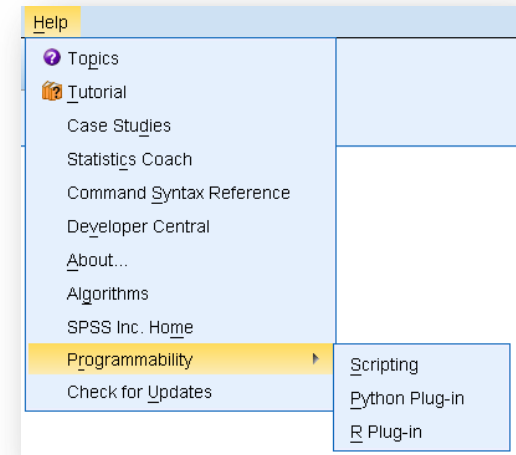 Help
Topics
Tutorial
Case Studies
Statistics Coach
Command Syntax Reference
Developer Central
About...
Algorithms
SPSS Inc. Home
Programmability
Check for Updates
Scripting
Python Plug-in
R Plug-in